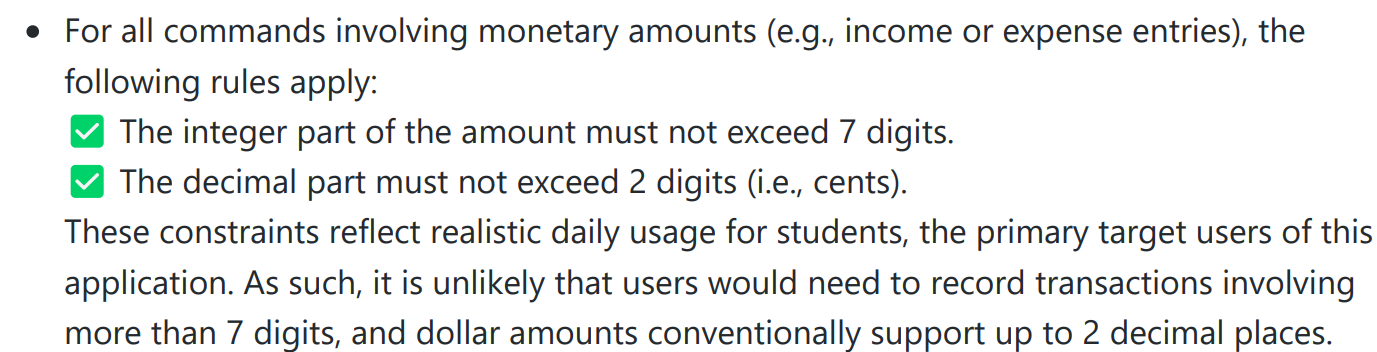 • For all commands involving monetary amounts (e.g., income or expense entries), the
following rules apply:
✅ The integer part of the amount must not exceed 7 digits.
✅ The decimal part must not exceed 2 digits (i.e., cents).
These constraints reflect realistic daily usage for students, the primary target users of this
application. As such, it is unlikely that users would need to record transactions involving
more than 7 digits, and dollar amounts conventionally support up to 2 decimal places.